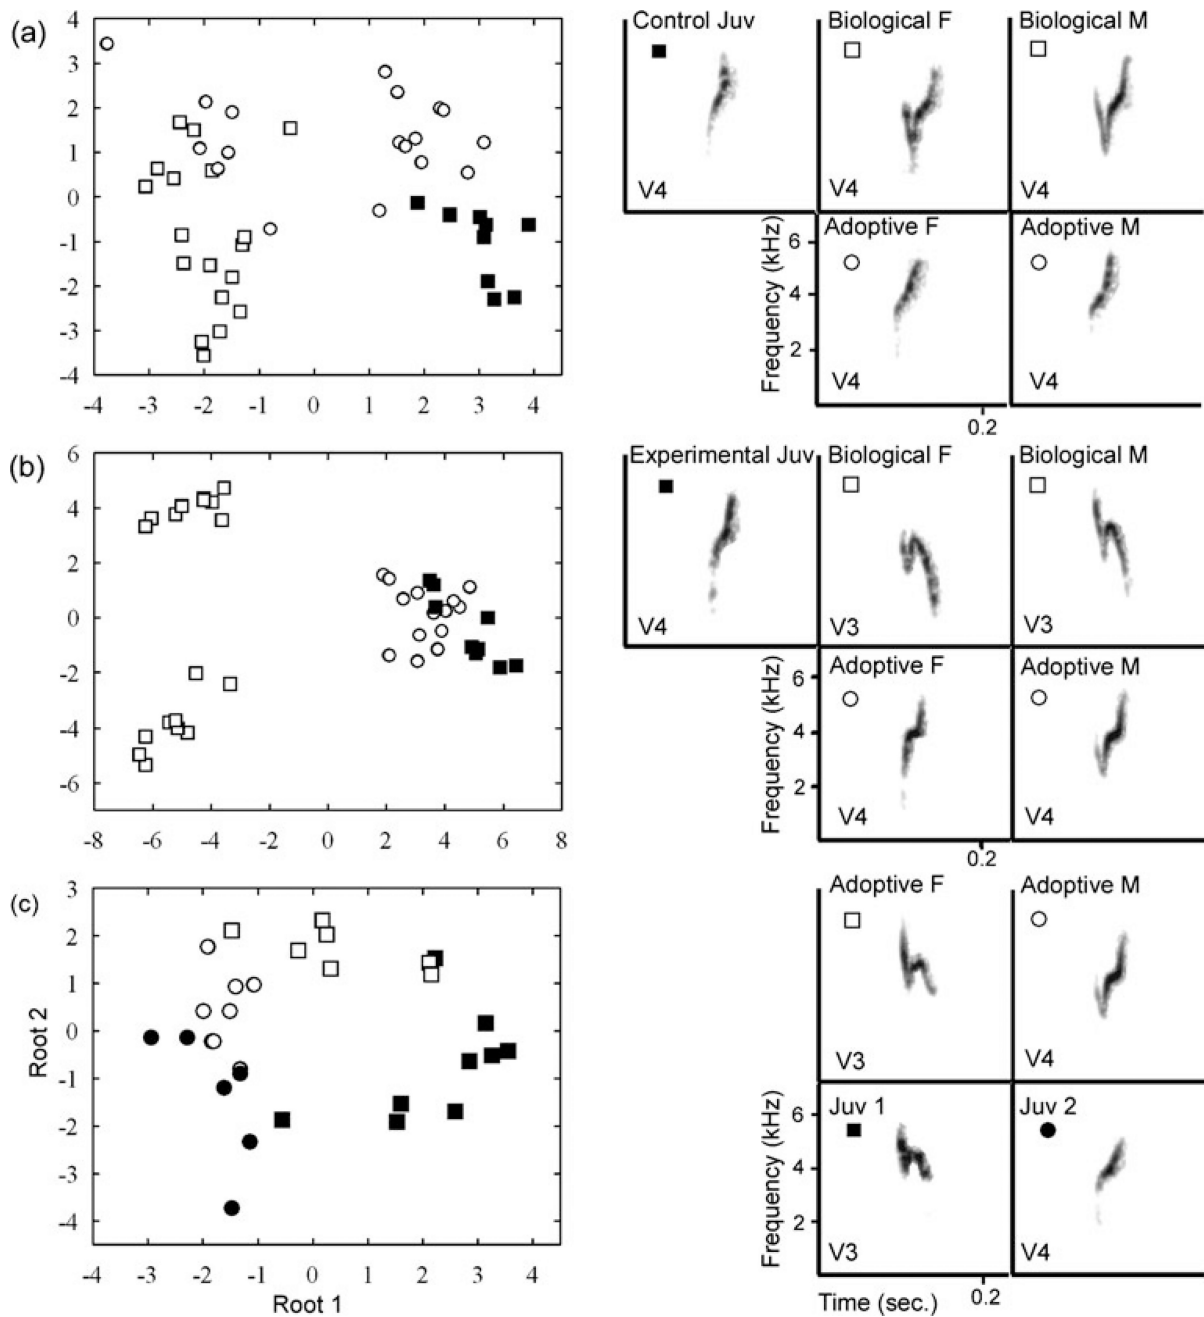 (a)
4
3
2
1
0
-1
-2
-3
-4
-4 -3 -2 -1 0 1 2 3 4
Control Juv Biological F Biological M
V4 V4 V4
Adoptive F Adoptive M
Frequency (kHz)
6
4
2
V4 V4
0.2
(b)
6
4
2
0
-2
-4
-6
-8 -6 -4 -2 0 2 4 6 8
Experimental Juv Biological F Biological M
V4 V3 V3
Adoptive F Adoptive M
Frequency (kHz)
6
4
2
V4 V4
0.2
(c)
Root 2
3
2
1
0
-1
-2
-3
-4
-4 -3 -2 -1 0 1 2 3 4
Root 1
Adoptive F Adoptive M
V3 V4
Juv 1 Juv 2
Frequency (kHz)
6
4
2
V3 V4
Time (sec.) 0.2